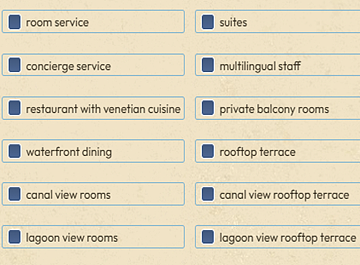 room service
suites
concierge service
multilingual staff
restaurant with venetian cuisine
private balcony rooms
waterfront dining
rooftop terrace
canal view rooms
canal view rooftop terrace
lagoon view rooms
lagoon view rooftop terrace